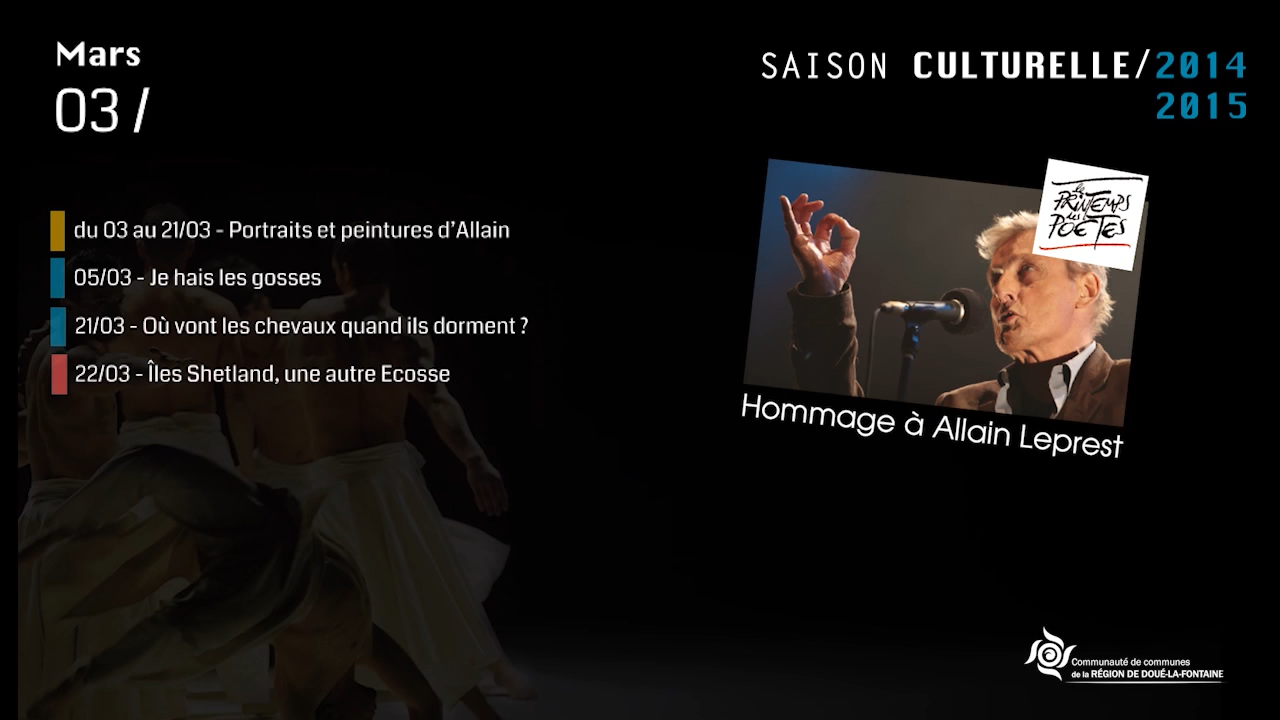 Mars
03 /
SAISON CULTURELLE/2014
2015
du 03 au 21/03 - Portraits et peintures d’Allain
05/03 - Je hais les gosses
21/03 - Où vont les chevaux quand ils dorment ?
22/03 - Îles Shetland, une autre Ecosse
le
PRINTEMPS
des
POETES
Hommage à Allain Leprest
Communauté de communes
de la RÉGION DE DOUÉ-LA-FONTAINE